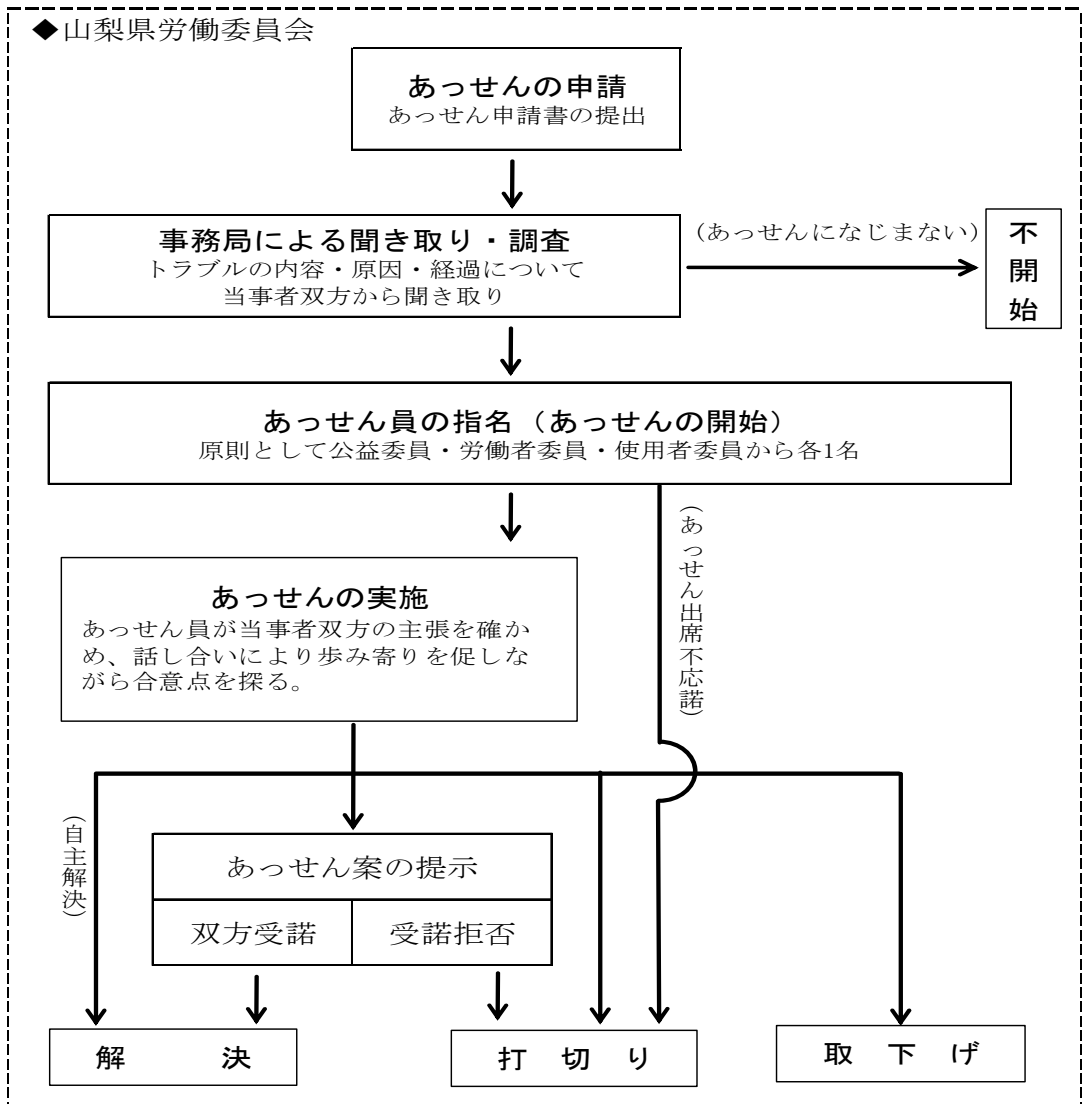 ◆山梨県労働委員会
あっせんの申請
あっせん申請書の提出
事務局による聞き取り・調査
トラブルの内容・原因・経過について
当事者双方から聞き取り
(あっせんになじまない)
不開始
あっせん員の指名（あっせんの開始）
原則として公益委員・労働者委員・使用者委員から各1名
(あっせん出席不応諾)
あっせんの実施
あっせん員が当事者双方の主張を確か
め、話し合いにより歩み寄りを促しな
がら合意点を探る。
(自主解決)
あっせん案の提示
双方受諾
受諾拒否
解決
打切り
取下げ